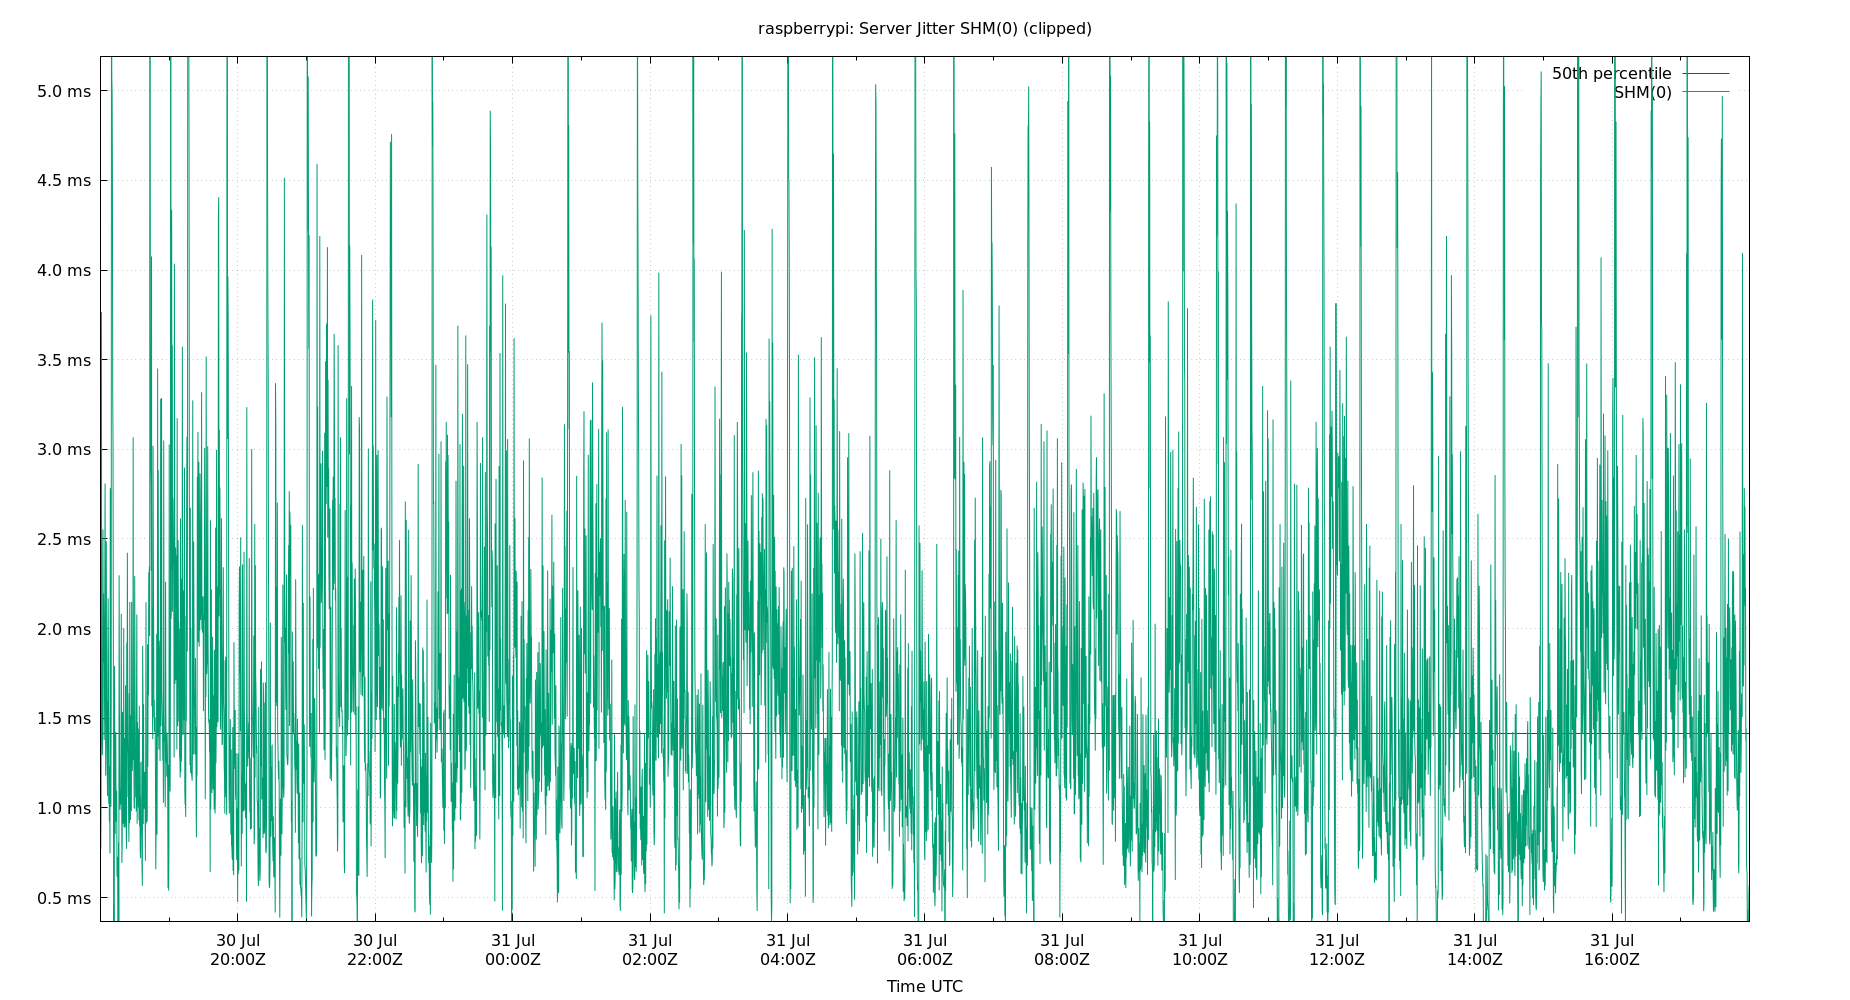 raspberrypi: Server Jitter SHM(0) (clipped)
50th percentile
SHM(0)
5.0 ms
4.5 ms
4.0 ms
3.5 ms
3.0 ms
2.5 ms
2.0 ms
1.5 ms
1.0 ms
0.5 ms
30 Jul 30 Jul 31 Jul 31 Jul 31 Jul 31 Jul 31 Jul 31 Jul 31 Jul 31 Jul 31 Jul
20:00Z 22:00Z 00:00Z 02:00Z 04:00Z 06:00Z 08:00Z 10:00Z 12:00Z 14:00Z 16:00Z
Time UTC